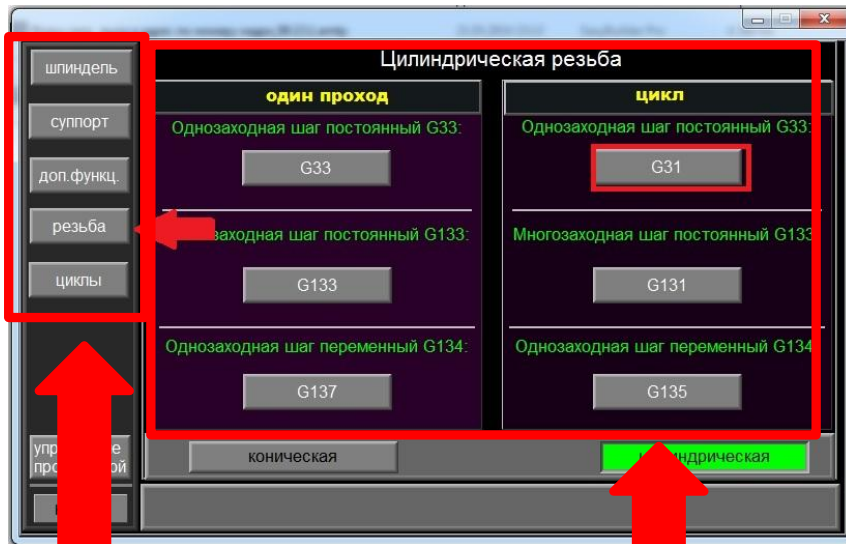 шпиндель
суппорт
доп.функц.
резьба
циклы
Цилиндрическая резьба
один проход
Однозаходная шаг постоянный G33:
G33
шаг постоянный G133:
G133
Однозаходная шаг переменный G134:
G137
цикл
Однозаходная шаг постоянный G33:
G31
Многозаходная шаг постоянный G133
G131
Однозаходная шаг переменный G134
G135
коническая